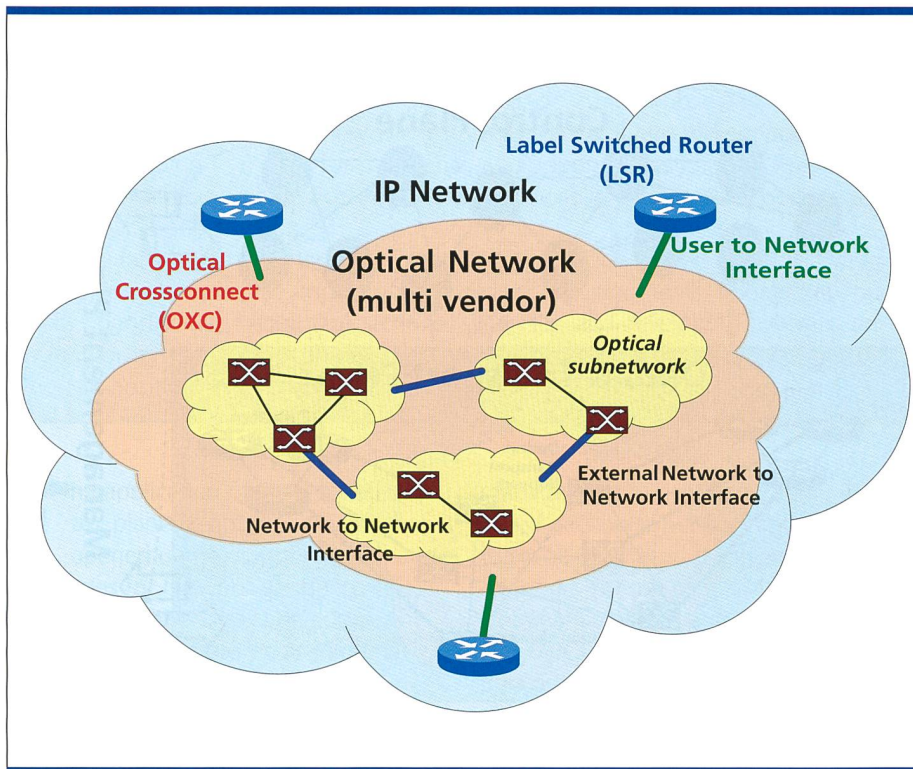 Label Switched Router
(LSR)
IP Network
User to Network
Interface
Optical
Crossconnect
(OXC)
Optical Network
(multi vendor)
Optical
subnetwork
External Network to
Network Interface
Network to Network
Interface